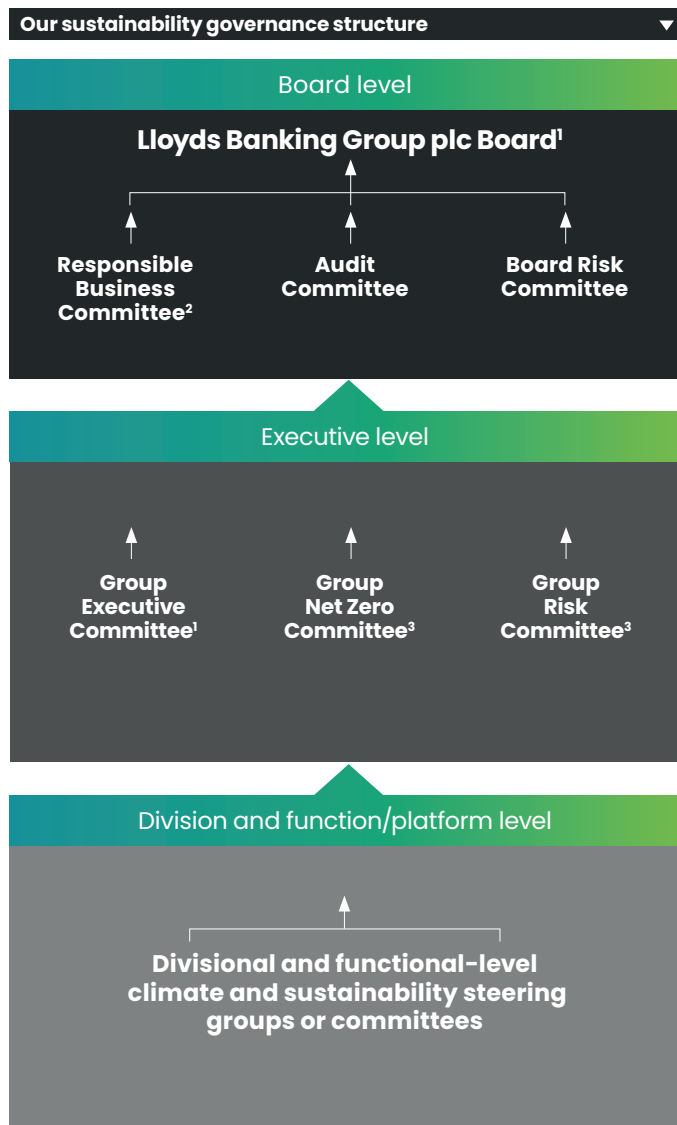 Our sustainability governance structure
Board level
Lloyds Banking Group plc Board¹
Responsible
Business
Committee²
Audit
Committee
Board Risk
Committee
Executive level
Group
Executive
Committee¹
Group
Net Zero
Committee³
Group
Risk
Committee³
Division and function/platform level
Divisional and functional-level
climate and sustainability steering
groups or committees